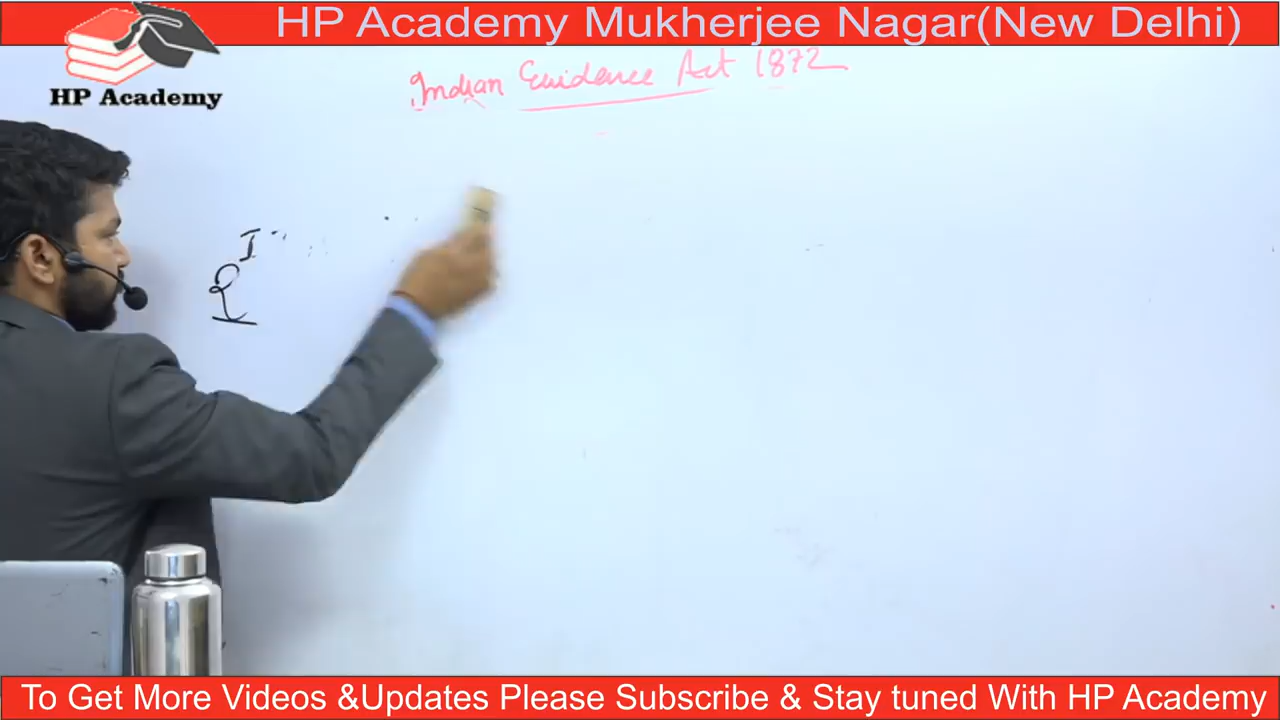 HP Academy Mukherjee Nagar(New Delhi)
HP Academy
Indian Evidence Act 1872
I
To Get More Videos &Updates Please Subscribe & Stay tuned With HP Academy